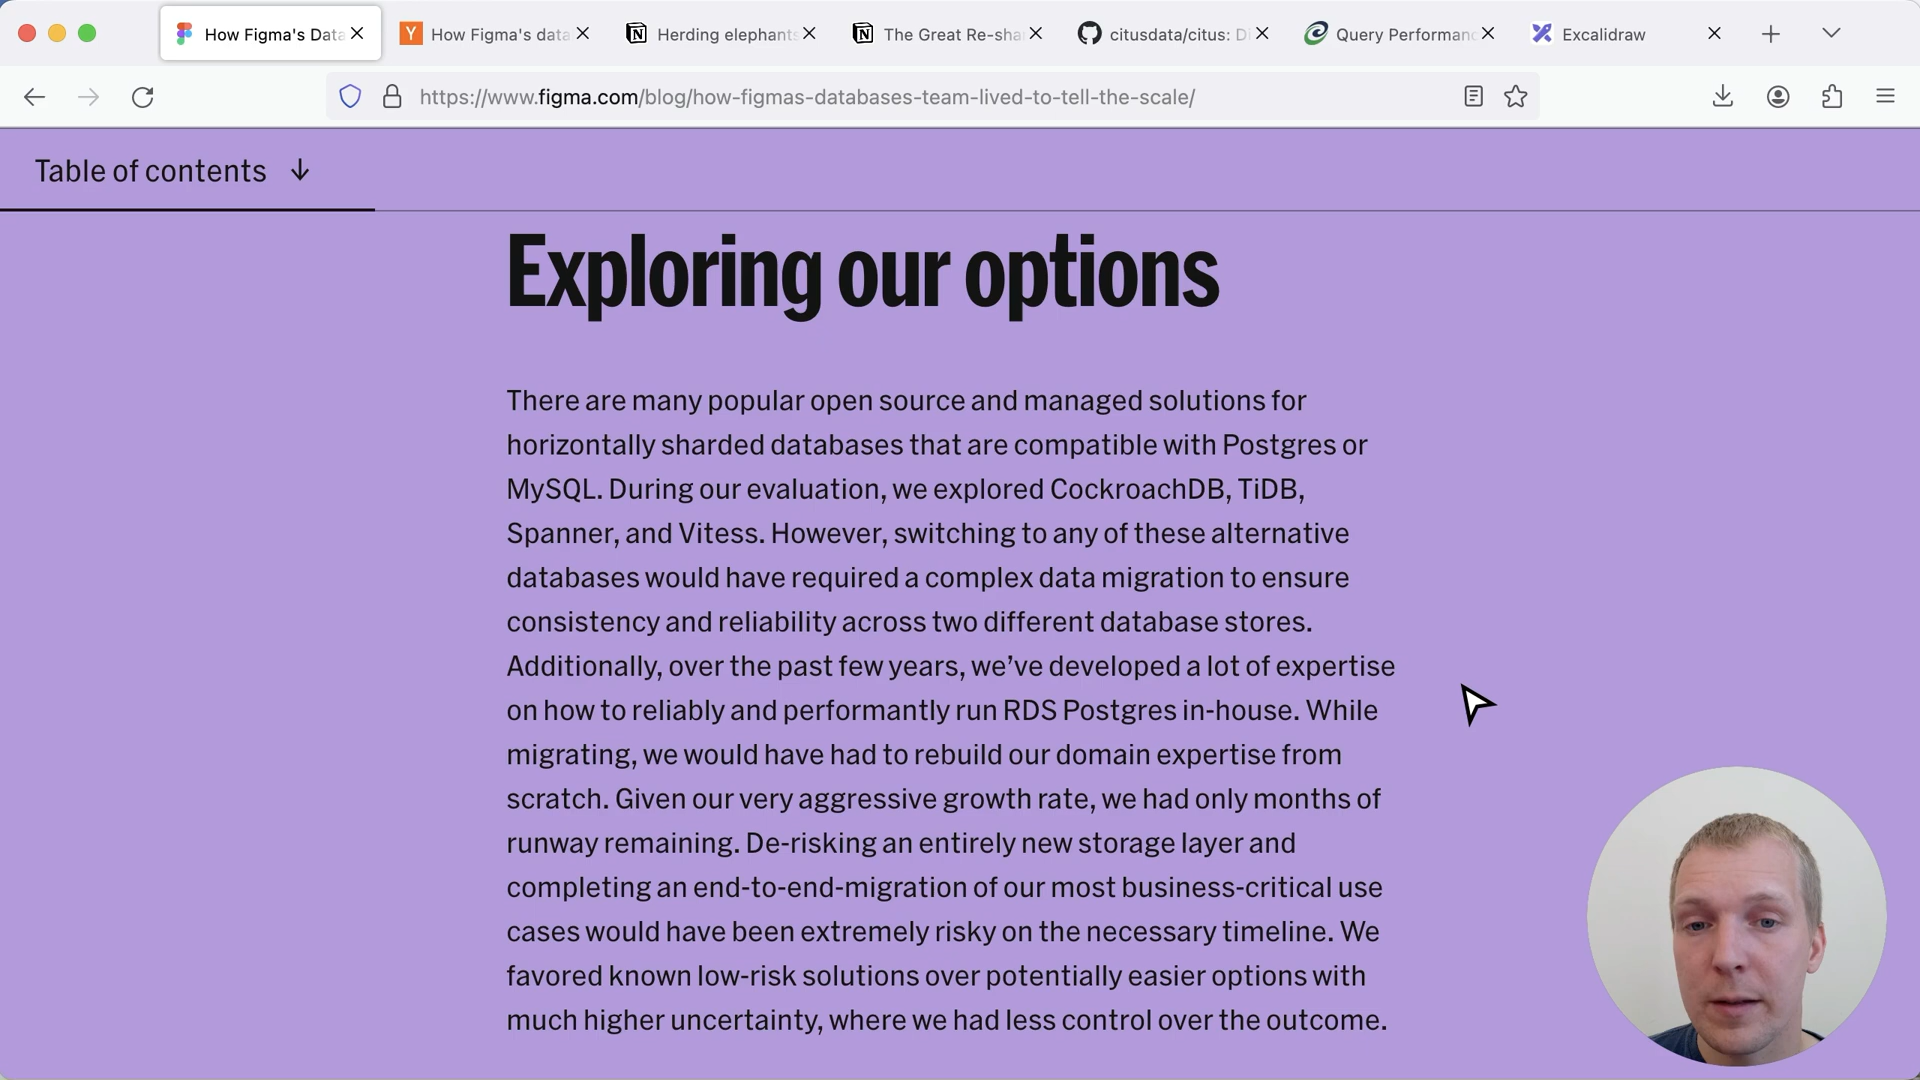 How Figma's Data
How Figma's data
Herding elephants
The Great Re-sha
citusdata/citus: Di
Query Performanc
Excalidraw
https://www.figma.com/blog/how-figmas-databases-team-lived-to-tell-the-scale/
Table of contents ↓
Exploring our options
There are many popular open source and managed solutions for
horizontally sharded databases that are compatible with Postgres or
MySQL. During our evaluation, we explored CockroachDB, TiDB,
Spanner, and Vitess. However, switching to any of these alternative
databases would have required a complex data migration to ensure
consistency and reliability across two different database stores.
Additionally, over the past few years, we’ve developed a lot of expertise
on how to reliably and performantly run RDS Postgres in-house. While
migrating, we would have had to rebuild our domain expertise from
scratch. Given our very aggressive growth rate, we had only months of
runway remaining. De-risking an entirely new storage layer and
completing an end-to-end-migration of our most business-critical use
cases would have been extremely risky on the necessary timeline. We
favored known low-risk solutions over potentially easier options with
much higher uncertainty, where we had less control over the outcome.